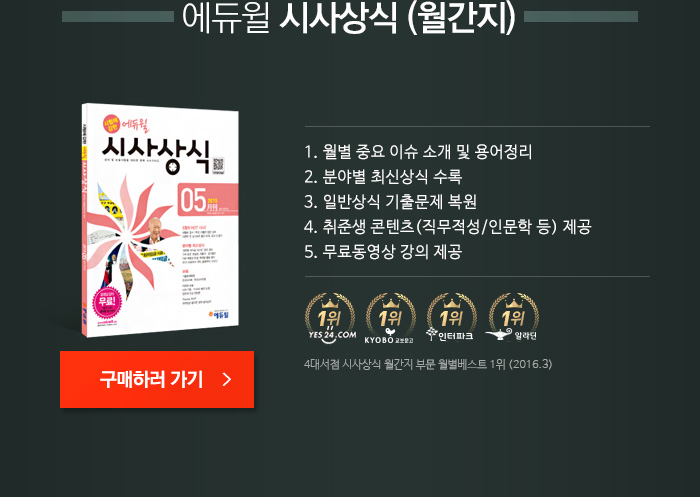 에듀윌 시사상식 (월간지)
에듀윌
시사상식
05
무료!
에듀윌
1. 월별 중요 이슈 소개 및 용어정리
2. 분야별 최신상식 수록
3. 일반상식 기출문제 복원
4. 취준생 콘텐츠(직무적성/인문학 등) 제공
5. 무료동영상 강의 제공
1위 1위 1위 1위
YES24.COM KYOBO 교보문고 인터파크 알라딘
4대서점 시사상식 월간지 부문 월별베스트 1위 (2016.3)
구매하러 가기